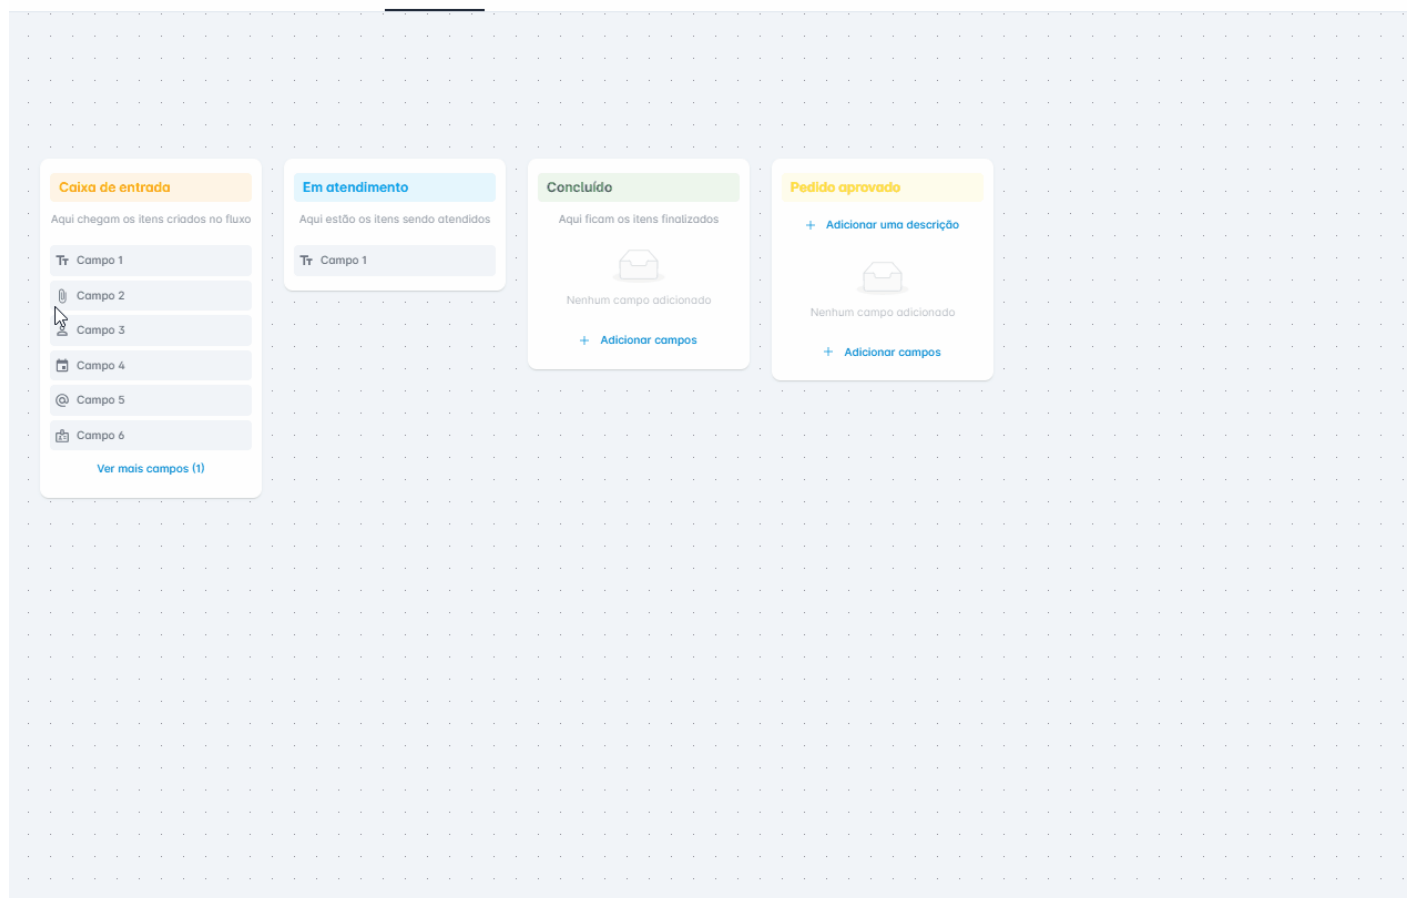 Caixa de entrada
Aqui chegam os itens criados no fluxo
Campo 1
Campo 2
Campo 3
Campo 4
Campo 5
Campo 6
Ver mais campos (1)
Em atendimento
Aqui estão os itens sendo atendidos
Campo 1
Concluído
Aqui ficam os itens finalizados
Nenhum campo adicionado
+ Adicionar campos
Pedido aprovado
+ Adicionar uma descrição
Nenhum campo adicionado
+ Adicionar campos